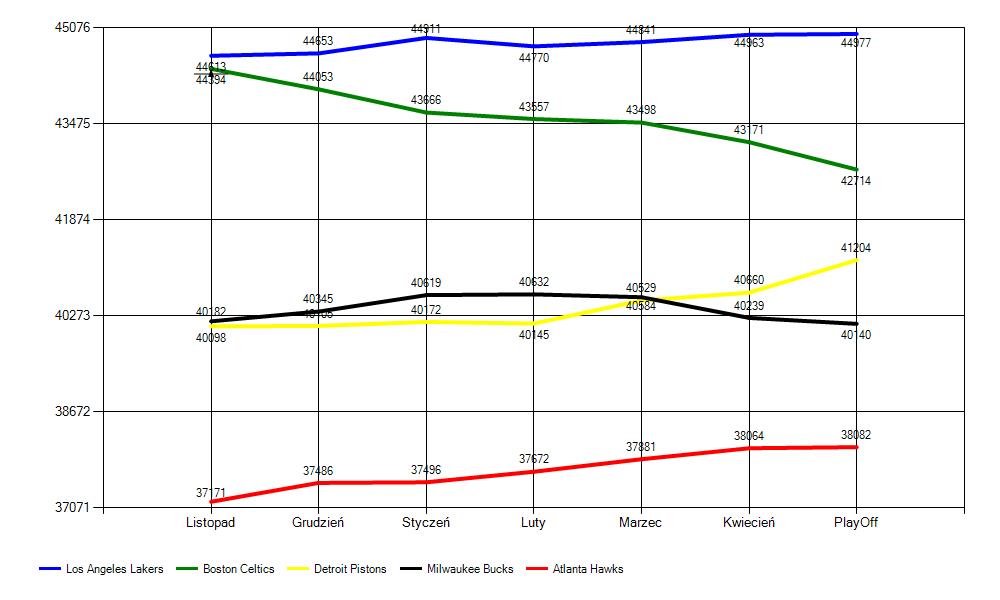 45076
43475
41874
40273
38672
37071
44613 44653 44911 44770 44841 44963 44977
44394 44053 43666 43557 43498 43171 42714
40182 40345 40619 40632 40529 40239 40140
40098 40172 40145 40584 40660 41204
37171 37486 37496 37672 37881 38064 38082
Listopad Grudzień Styczeń Luty Marzec Kwiecień PlayOff
Los Angeles Lakers Boston Celtics Detroit Pistons Milwaukee Bucks Atlanta Hawks